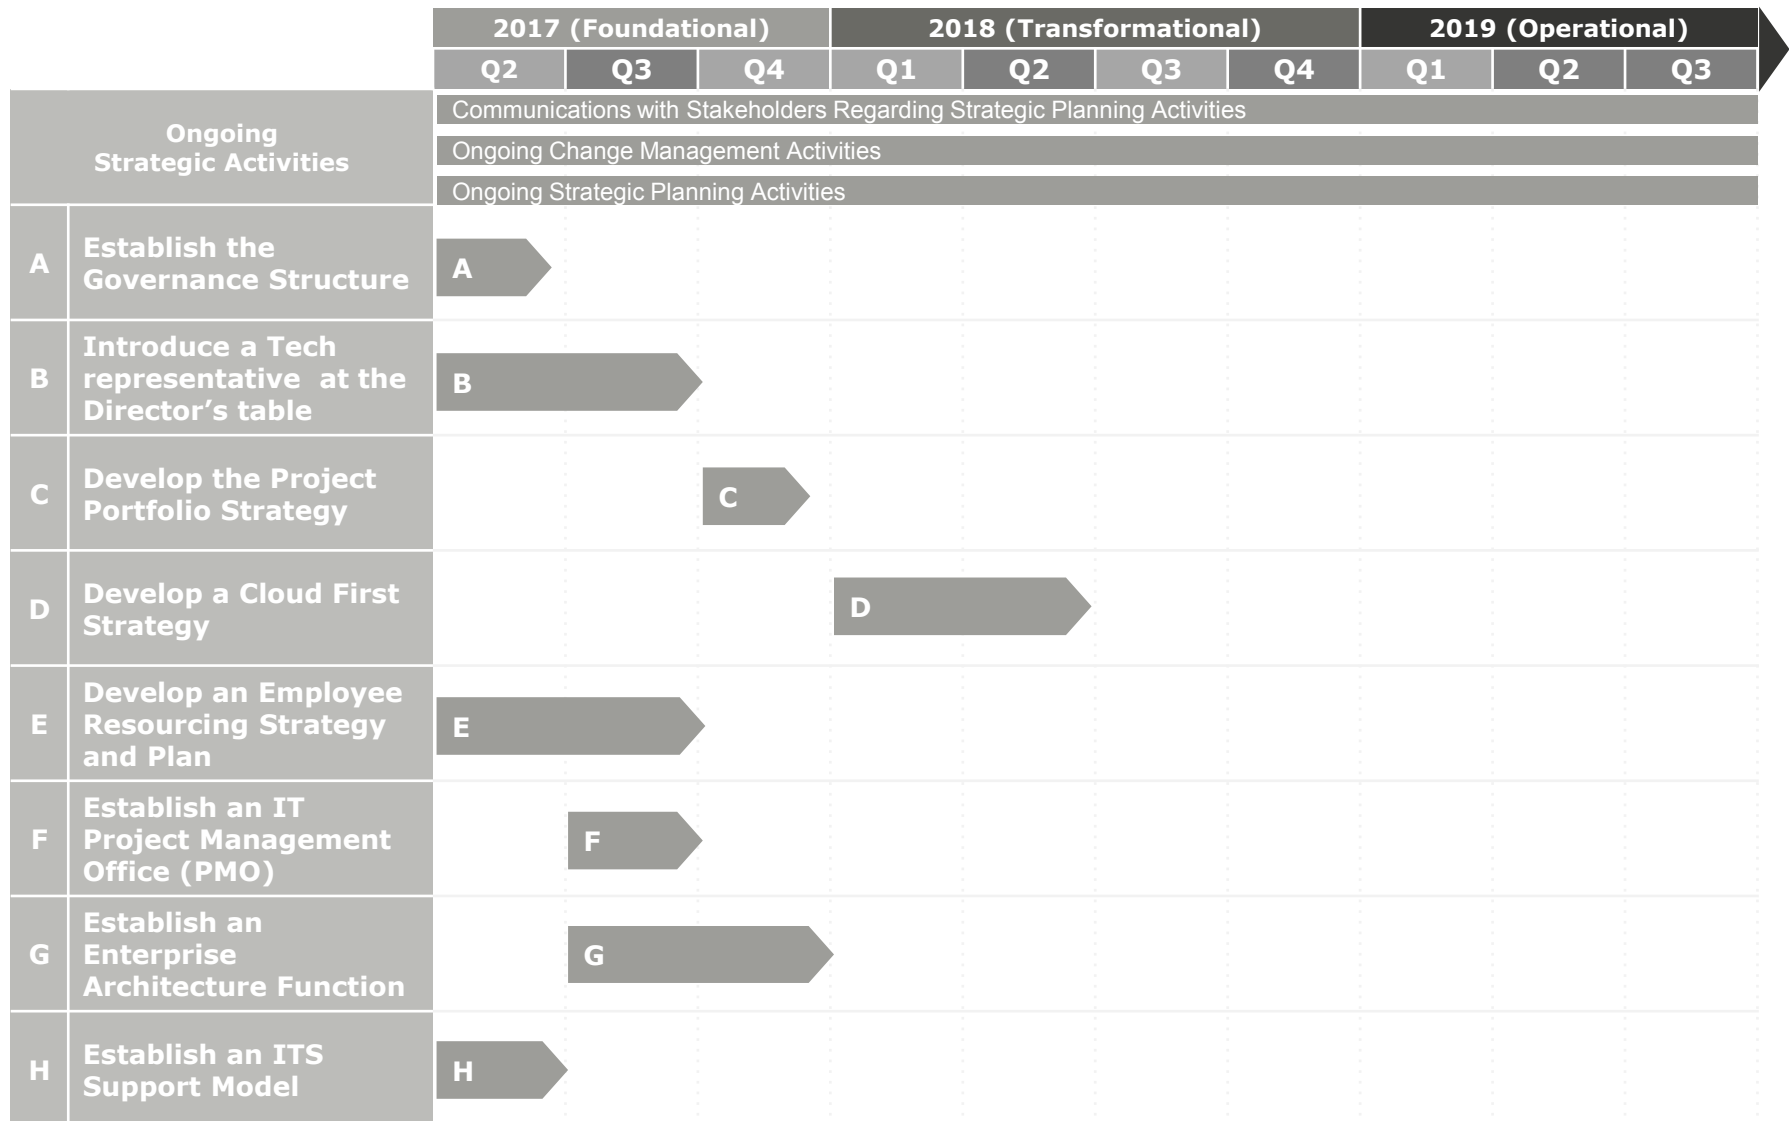 2017 (Foundational) 2018 (Transformational) 2019 (Operational)
Q2 Q3 Q4 Q1 Q2 Q3 Q4 Q1 Q2 Q3
Ongoing
Strategic Activities
Communications with Stakeholders Regarding Strategic Planning Activities
Ongoing Change Management Activities
Ongoing Strategic Planning Activities
A
Establish the
Governance Structure
A
B
Introduce a Tech
representative at the
Director’s table
B
C
Develop the Project
Portfolio Strategy
C
D
Develop a Cloud First
Strategy
D
E
Develop an Employee
Resourcing Strategy
and Plan
E
F
Establish an IT
Project Management
Office (PMO)
F
G
Establish an
Enterprise
Architecture Function
G
H
Establish an ITS
Support Model
H